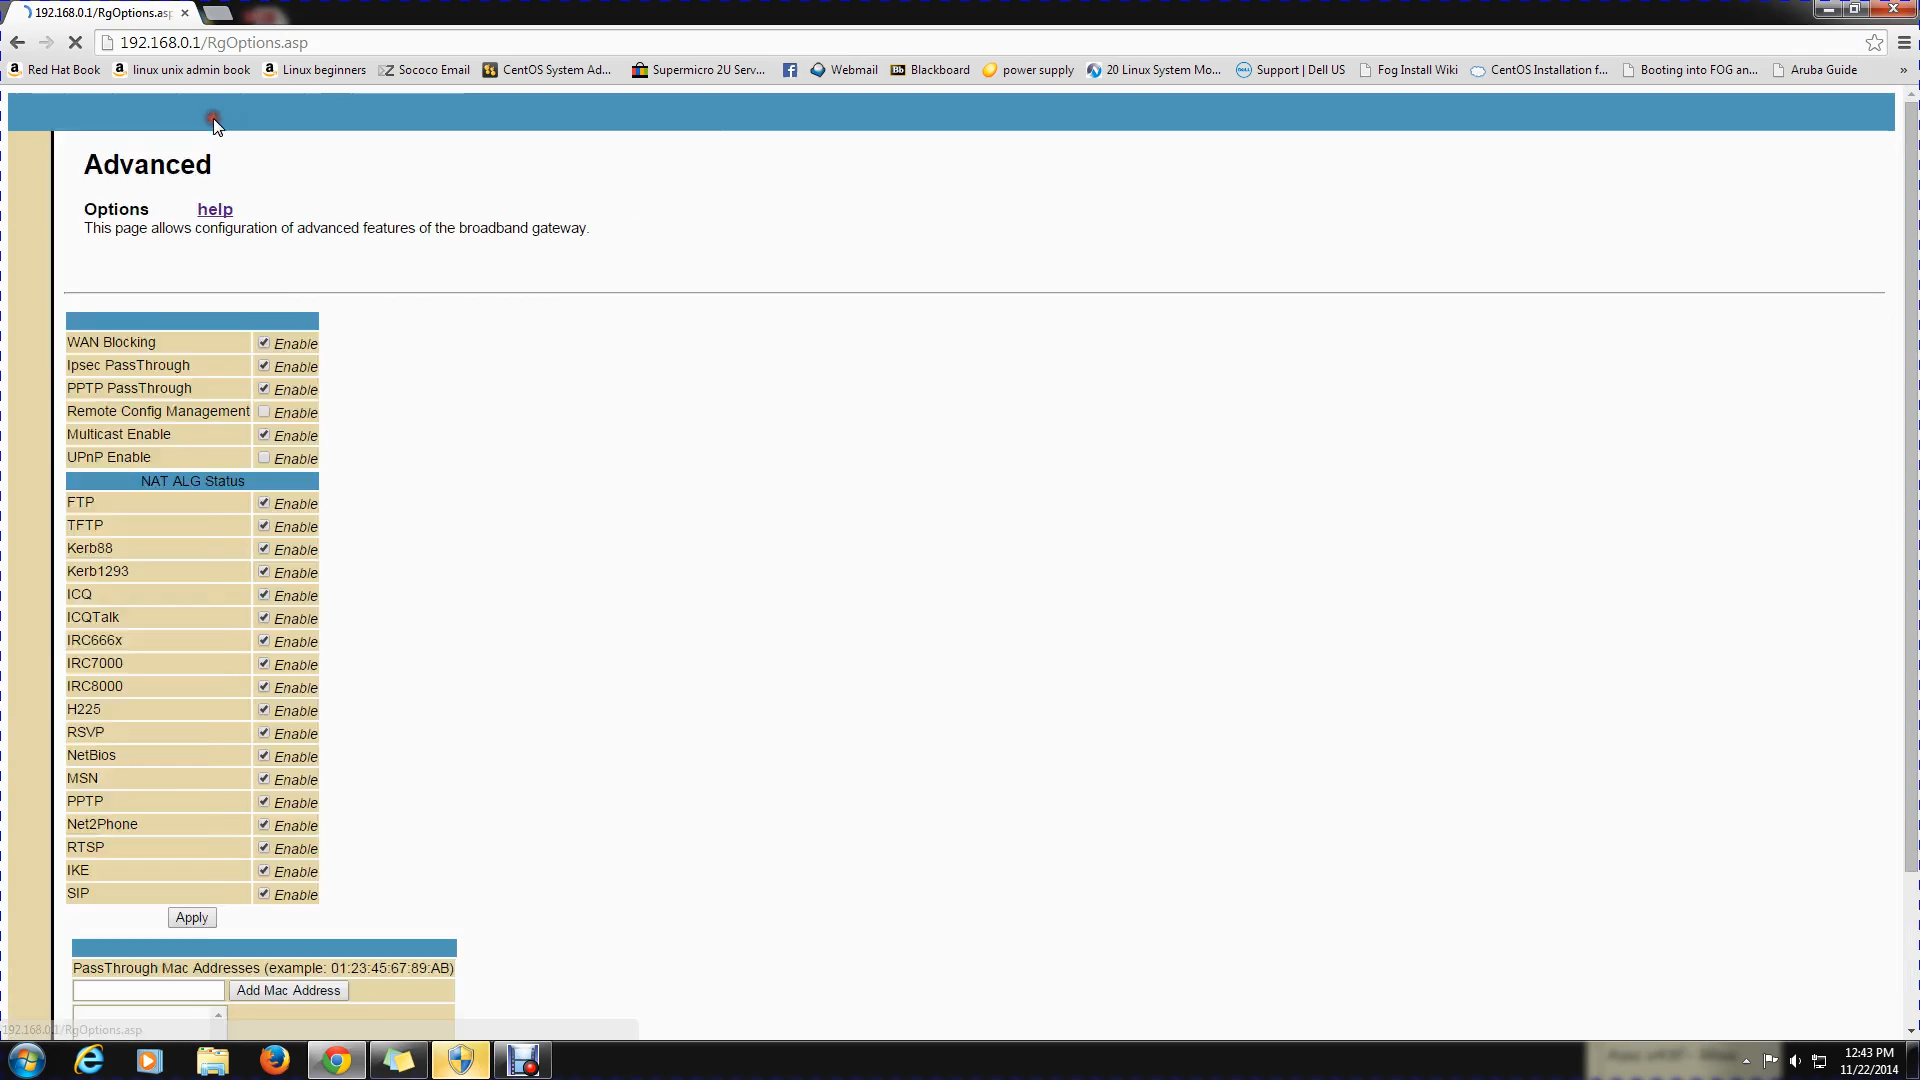 192.168.0.1/RgOptions.asp
192.168.0.1/RgOptions.asp
Red Hat Book linux unix admin book Linux beginners Sococo Email CentOS System Ad... Supermicro 2U Serv... Webmail Bb Blackboard power supply 20 Linux System Mo... Support | Dell US Fog Install Wiki CentOS Installation f... Booting into FOG an... Aruba Guide »
Advanced
Options help
This page allows configuration of advanced features of the broadband gateway.
WAN Blocking Enable
Ipsec PassThrough Enable
PPTP PassThrough Enable
Remote Config Management Enable
Multicast Enable Enable
UPnP Enable Enable
NAT ALG Status
FTP Enable
TFTP Enable
Kerb88 Enable
Kerb1293 Enable
ICQ Enable
ICQTalk Enable
IRC666x Enable
IRC7000 Enable
IRC8000 Enable
H225 Enable
RSVP Enable
NetBios Enable
MSN Enable
PPTP Enable
Net2Phone Enable
RTSP Enable
IKE Enable
SIP Enable
Apply
PassThrough Mac Addresses (example: 01:23:45:67:89:AB)
Add Mac Address
192.168.0.1/RgOptions.asp
12:43 PM
11/22/2014